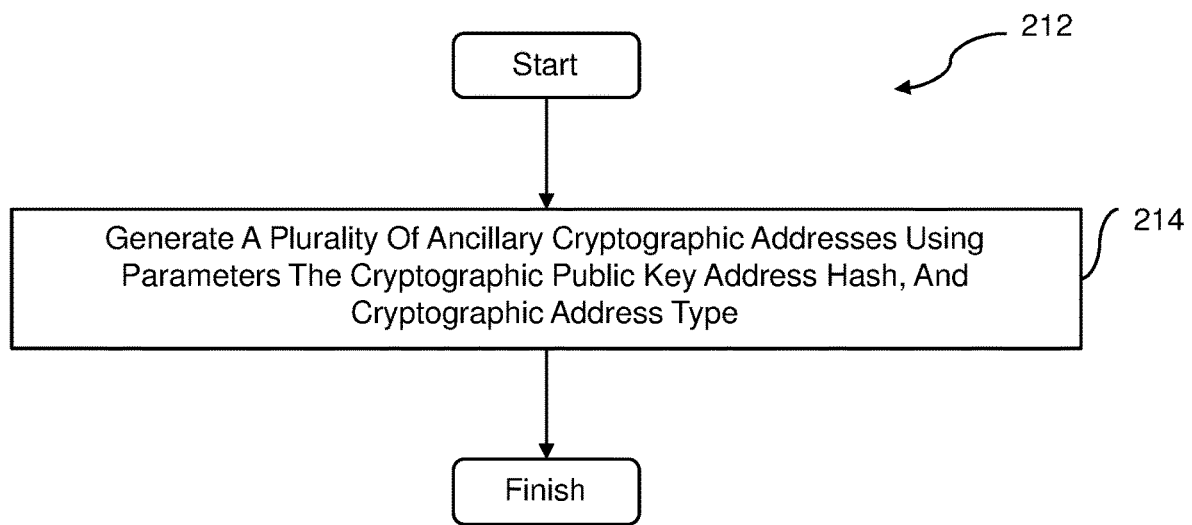 212
Start
214
Generate A Plurality Of Ancillary Cryptographic Addresses Using
Parameters The Cryptographic Public Key Address Hash, And
Cryptographic Address Type
Finish